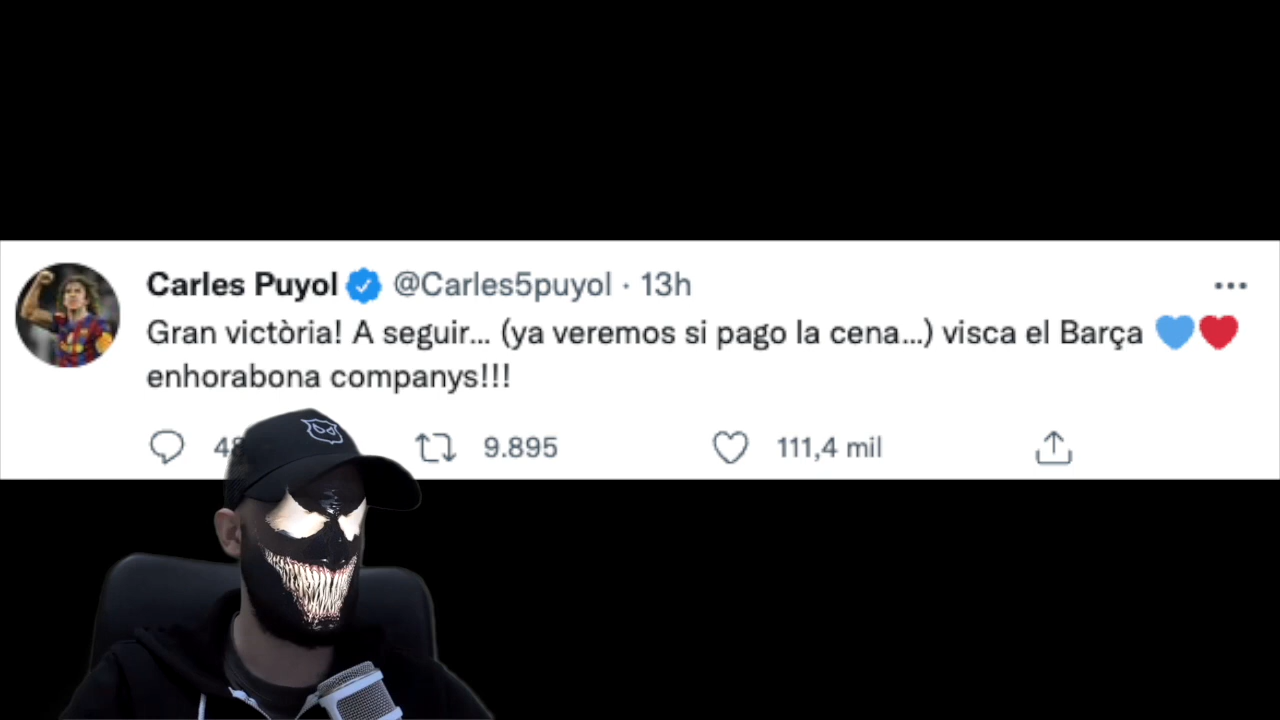 Carles Puyol @Carles5puyol · 13h
Gran victòria! A seguir... (ya veremos si pago la cena...) visca el Barça 💙❤️
enhorabona companys!!!
9.895 111,4 mil